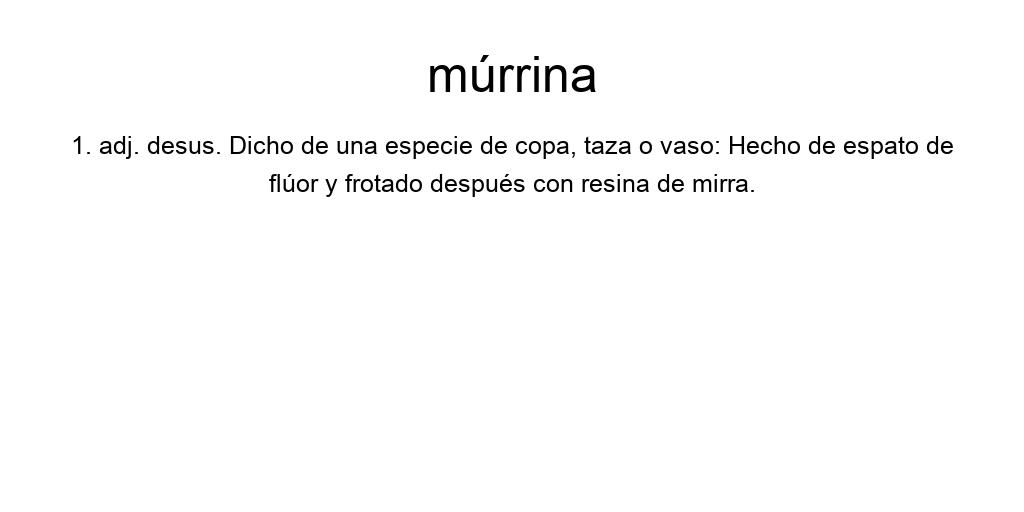 múrrina
1. adj. desus. Dicho de una especie de copa, taza o vaso: Hecho de espato de
flúor y frotado después con resina de mirra.